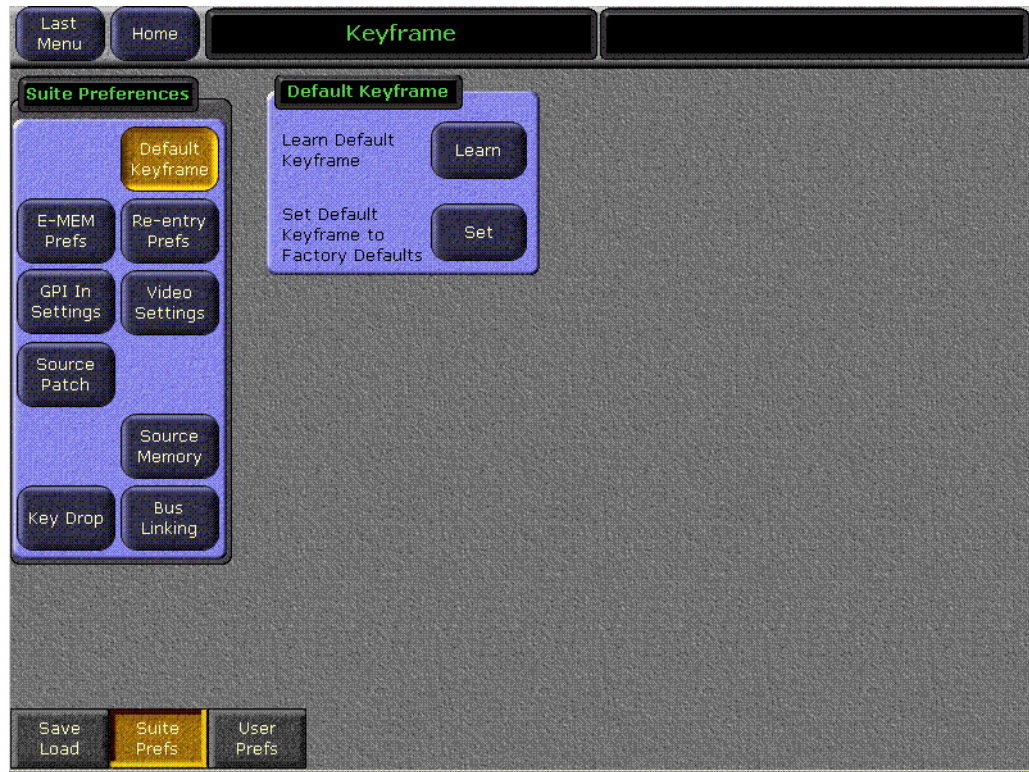 Last
Menu
Home
Keyframe
Suite Preferences
Default
Keyframe
E-MEM
Prefs
Re-entry
Prefs
GPI In
Settings
Video
Settings
Source
Patch
Source
Memory
Key Drop
Bus
Linking
Default Keyframe
Learn Default
Keyframe
Learn
Set Default
Keyframe to
Factory Defaults
Set
Save
Load
Suite
Prefs
User
Prefs